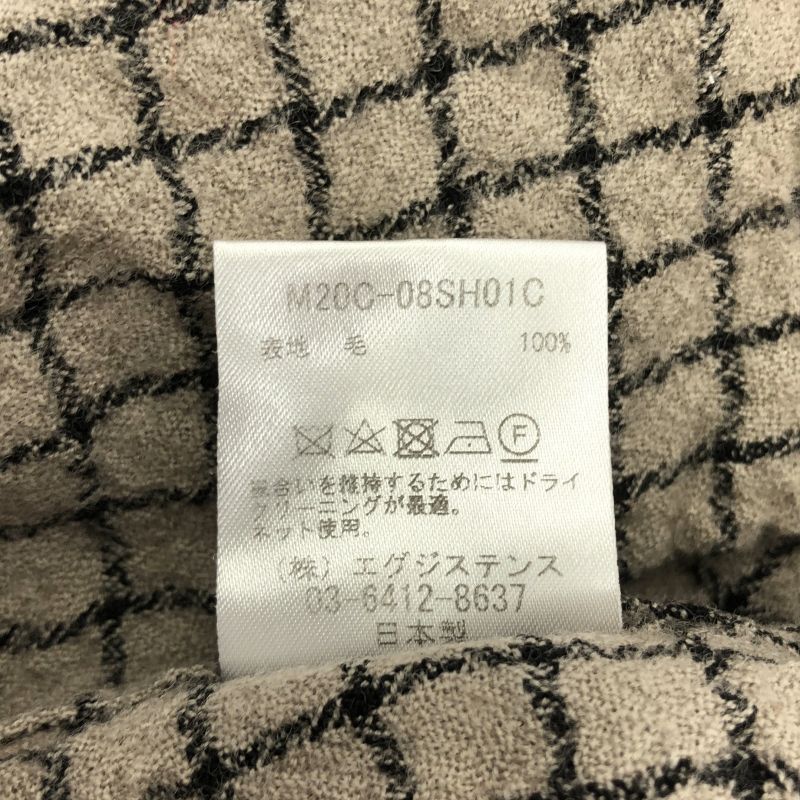 M20C-08SH01C
表地 毛 100%
F
風合いを維持するためにはドライ
クリーニングが最適。
ネット使用。
(株) エグジステンス
03-6412-8637
日本製